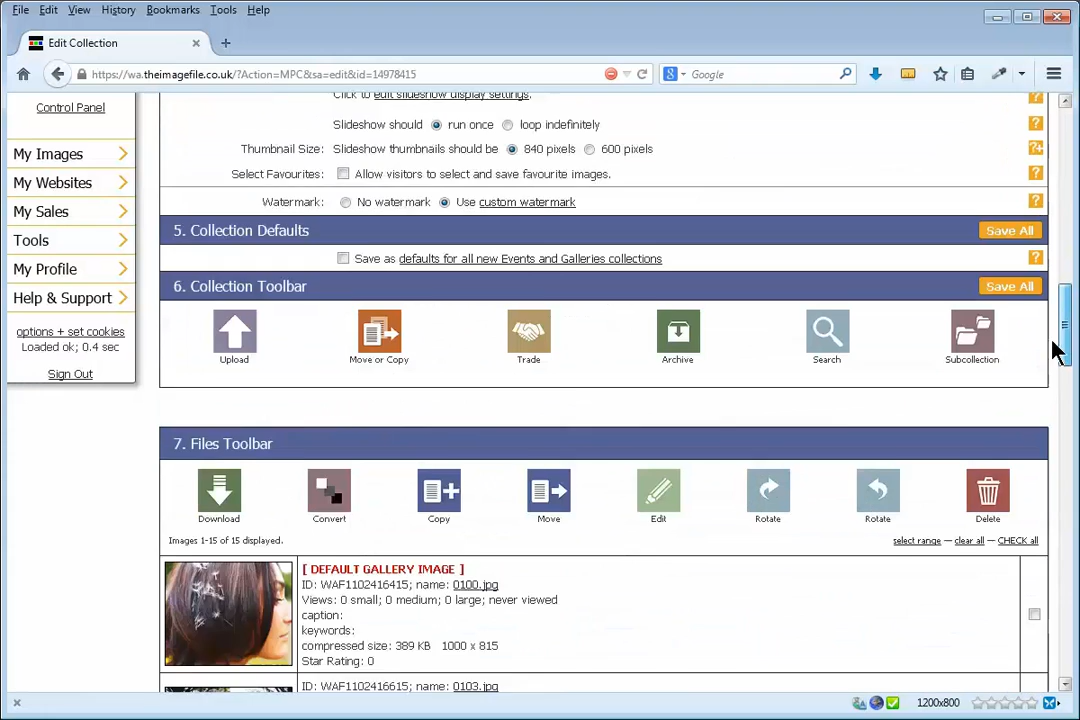 File Edit View History Bookmarks Tools Help
Edit Collection
https://wa.theimagefile.co.uk/?Action=MPC&sa=edit&id=14978415
Google
Control Panel
My Images
My Websites
My Sales
Tools
My Profile
Help & Support
options + set cookies
Loaded ok; 0.4 sec
Sign Out
Click to edit slideshow display settings.
Slideshow should run once loop indefinitely
Thumbnail Size: Slideshow thumbnails should be 840 pixels 600 pixels
Select Favourites: Allow visitors to select and save favourite images.
Watermark: No watermark Use custom watermark
5. Collection Defaults Save All
Save as defaults for all new Events and Galleries collections
6. Collection Toolbar Save All
Upload Move or Copy Trade Archive Search Subcollection
7. Files Toolbar
Download Convert Copy Move Edit Rotate Rotate Delete
Images 1-15 of 15 displayed. select range — clear all — CHECK all
[ DEFAULT GALLERY IMAGE ]
ID: WAF1102416415; name: 0100.jpg
Views: 0 small; 0 medium; 0 large; never viewed
caption:
keywords:
compressed size: 389 KB 1000 x 815
Star Rating: 0
ID: WAF1102416615; name: 0103.jpg
1200x800